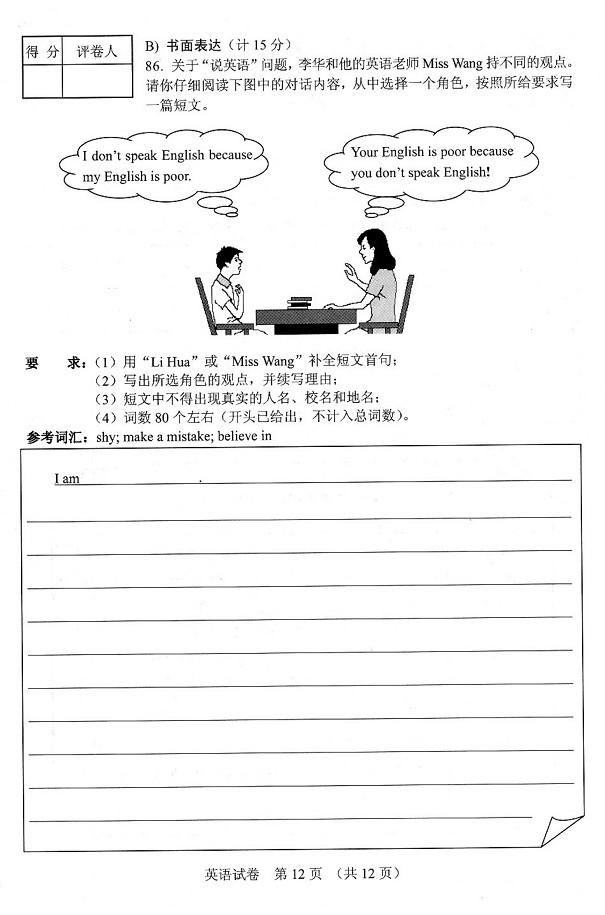 得 分 评卷人
B) 书面表达（计 15 分）
86. 关于“说英语”问题，李华和他的英语老师 Miss Wang 持不同的观点。
请你仔细阅读下图中的对话内容，从中选择一个角色，按照所给要求写
一篇短文。
I don't speak English because
my English is poor.
Your English is poor because
you don't speak English!
要 求：（1）用“Li Hua”或“Miss Wang”补全短文首句；
（2）写出所选角色的观点，并续写理由；
（3）短文中不得出现真实的人名、校名和地名；
（4）词数 80 个左右（开头已给出，不计入总词数）。
参考词汇：shy; make a mistake; believe in
I am .
英语试卷 第 12 页 （共 12 页）